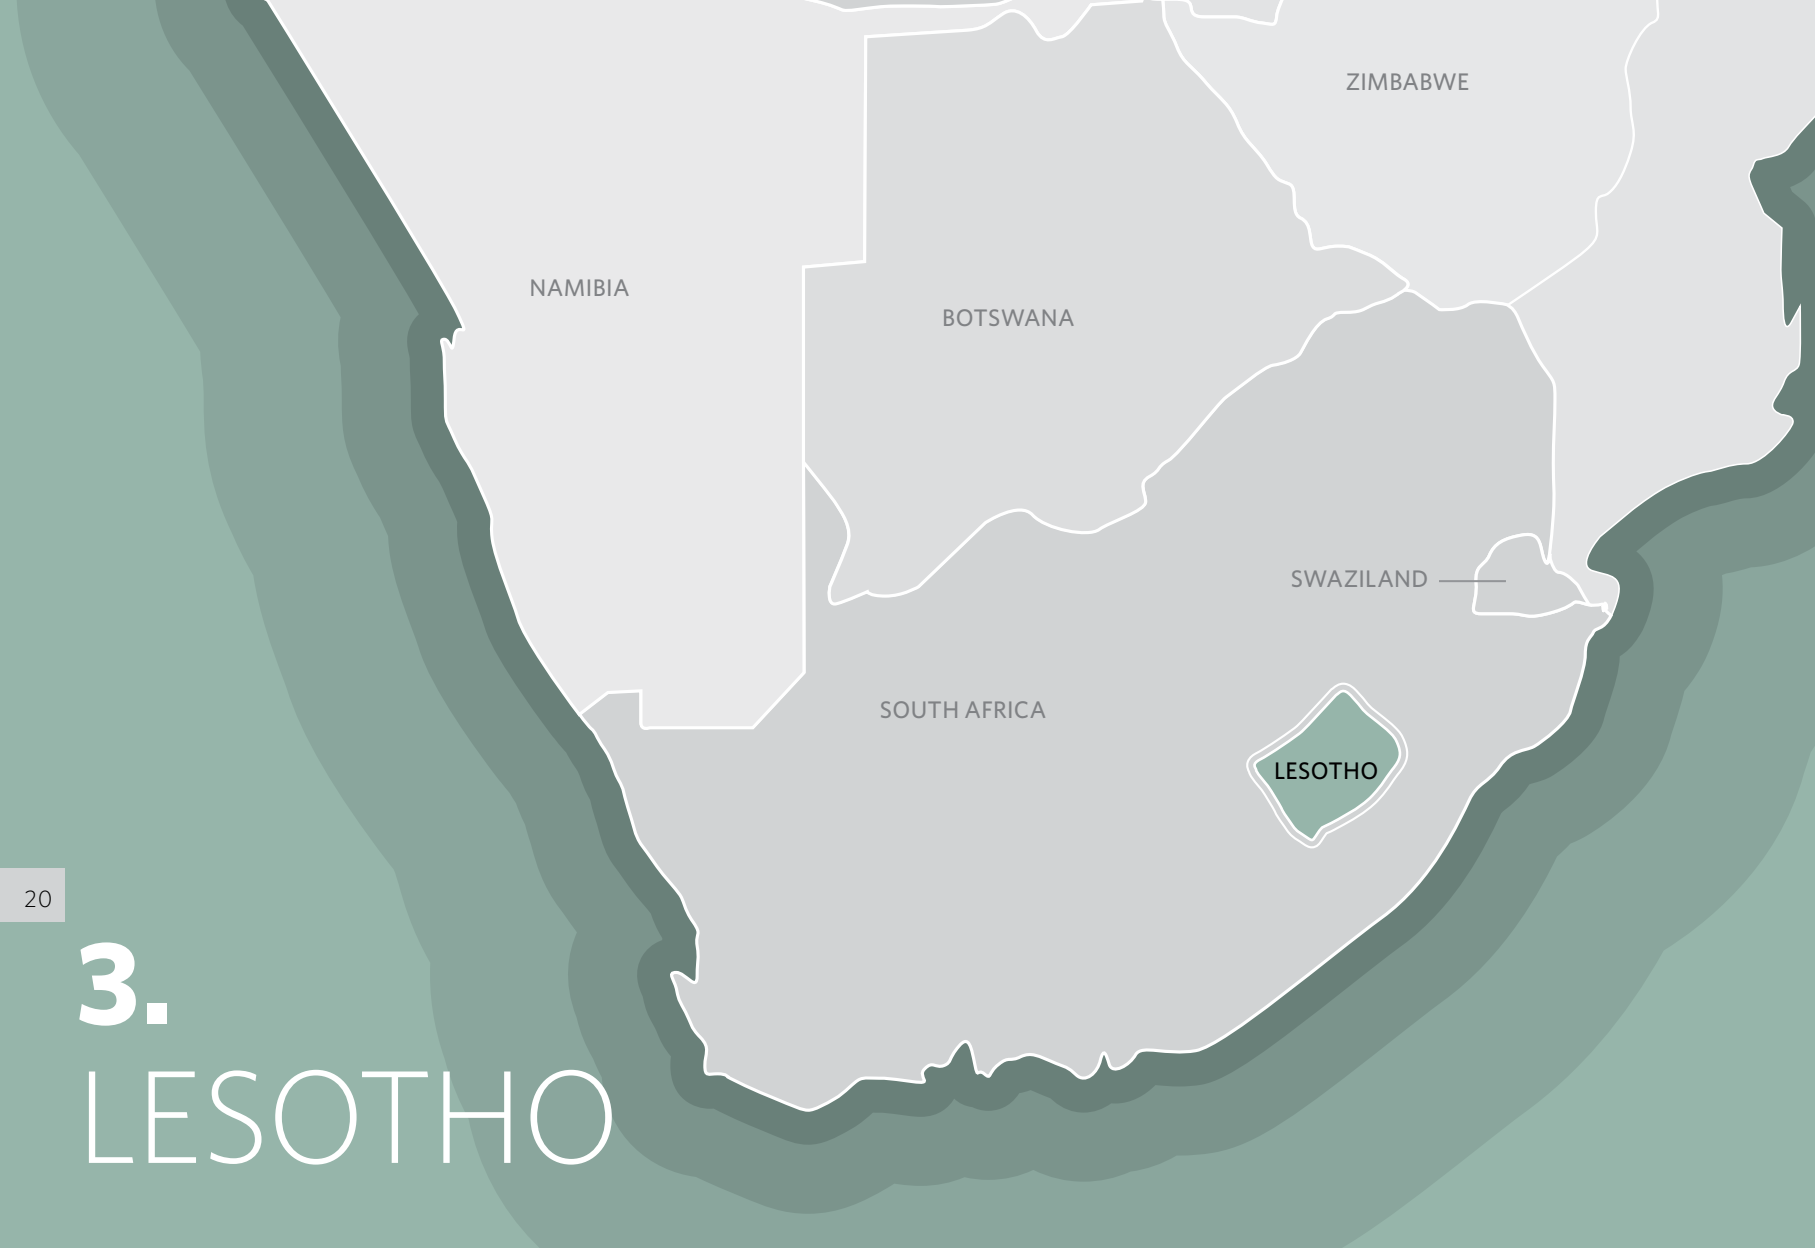 ZIMBABWE
NAMIBIA
BOTSWANA
SWAZILAND
SOUTH AFRICA
LESOTHO
20
3.
LESOTHO